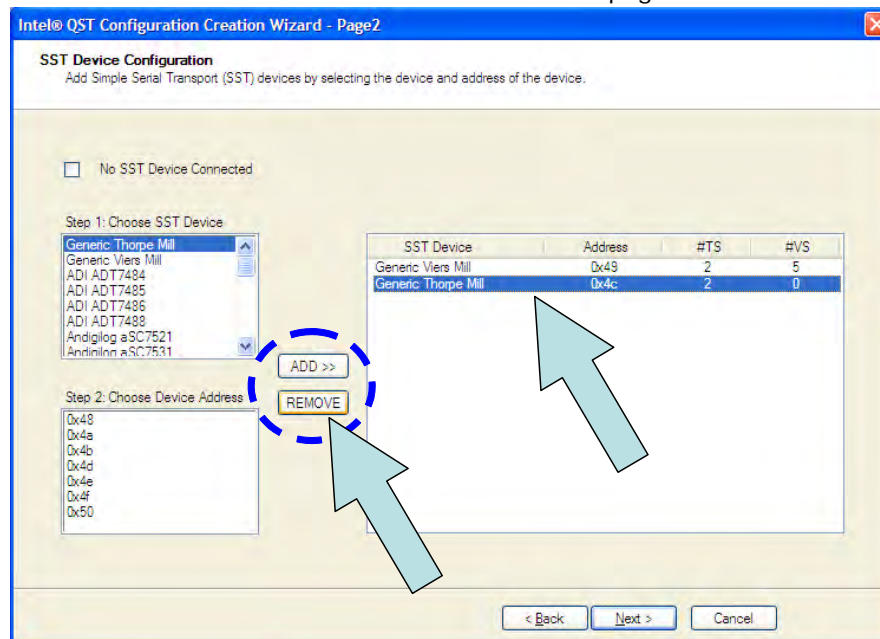 Intel® QST Configuration Creation Wizard - Page2
SST Device Configuration
Add Simple Serial Transport (SST) devices by selecting the device and address of the device.
No SST Device Connected
Step 1: Choose SST Device
Generic Thorpe Mill
Generic Viers Mill
ADI ADT7484
ADI ADT7485
ADI ADT7486
ADI ADT7488
Andigilog aSC7521
Andigilog aSC7531
ADD >>
REMOVE
Step 2: Choose Device Address
0x48
0x4a
0x4b
0x4d
0x4e
0x4f
0x50
SST Device Address #TS #VS
Generic Viers Mill 0x49 2 5
Generic Thorpe Mill 0x4c 2 0
< Back Next > Cancel